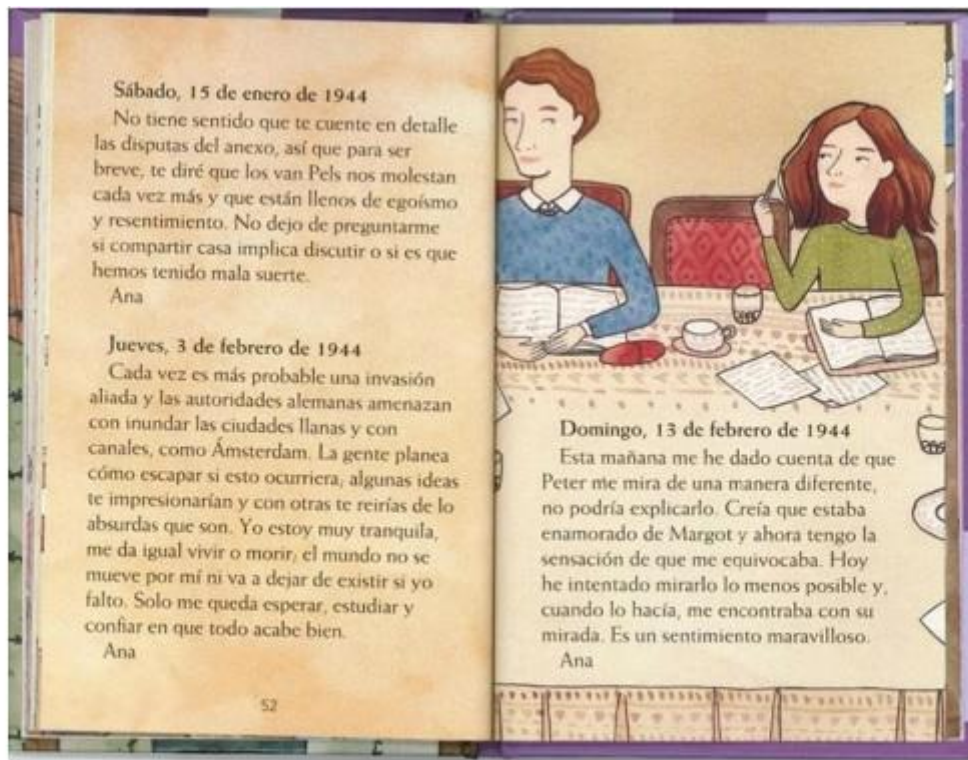 Sábado, 15 de enero de 1944
No tiene sentido que te cuente en detalle
las disputas del anexo, así que para ser
breve, te diré que los van Pels nos molestan
cada vez más y que están llenos de egoísmo
y resentimiento. No dejo de preguntarme
si compartir casa implica discutir o si es que
hemos tenido mala suerte.
Ana
Jueves, 3 de febrero de 1944
Cada vez es más probable una invasión
aliada y las autoridades alemanas amenazan
con inundar las ciudades llanas y con
canales, como Ámsterdam. La gente planea
cómo escapar si esto ocurriera, algunas ideas
te impresionarían y con otras te reirías de lo
absurdas que son. Yo estoy muy tranquila,
me da igual vivir o morir; el mundo no se
mueve por mí ni va a dejar de existir si yo
falto. Solo me queda esperar, estudiar y
confiar en que todo acabe bien.
Ana
52
Domingo, 13 de febrero de 1944
Esta mañana me he dado cuenta de que
Peter me mira de una manera diferente,
no podría explicarlo. Creía que estaba
enamorado de Margot y ahora tengo la
sensación de que me equivocaba. Hoy
he intentado mirarlo lo menos posible y,
cuando lo hacía, me encontraba con su
mirada. Es un sentimiento maravilloso.
Ana